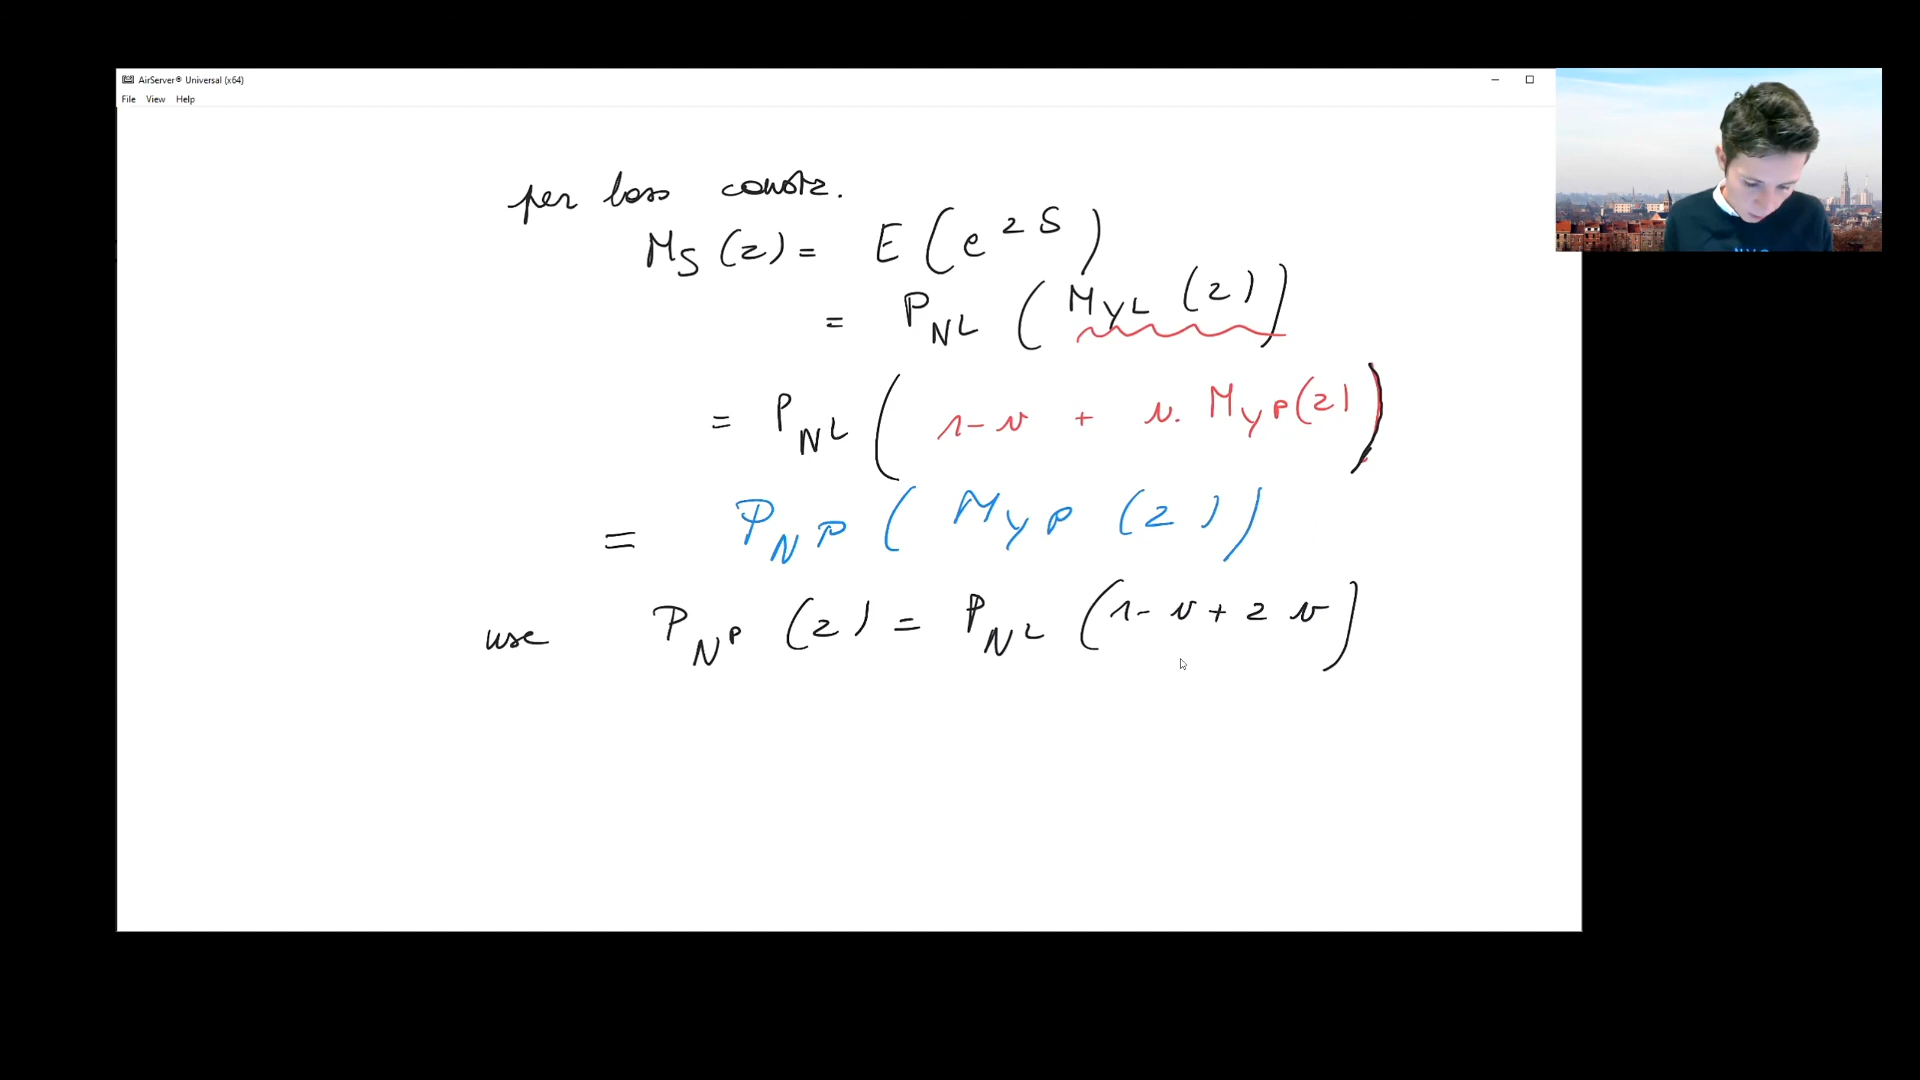 AirServer® Universal (x64)
File View Help
per loss constr.
M_S (z) = E (e^{z S})
= P_{N^L} (M_{Y^L} (z))
= P_{N^L} (1-v + v. M_{Y^P}(z))
= P_{N^P} (M_{Y^P} (z))
use P_{N^P} (z) = P_{N^L} (1-v+z v)